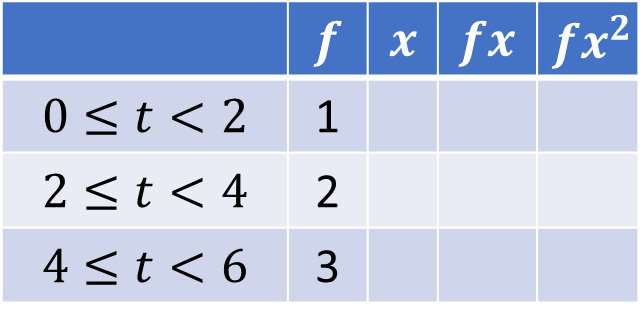 f x fx fx²
0 ≤ t < 2 1
2 ≤ t < 4 2
4 ≤ t < 6 3